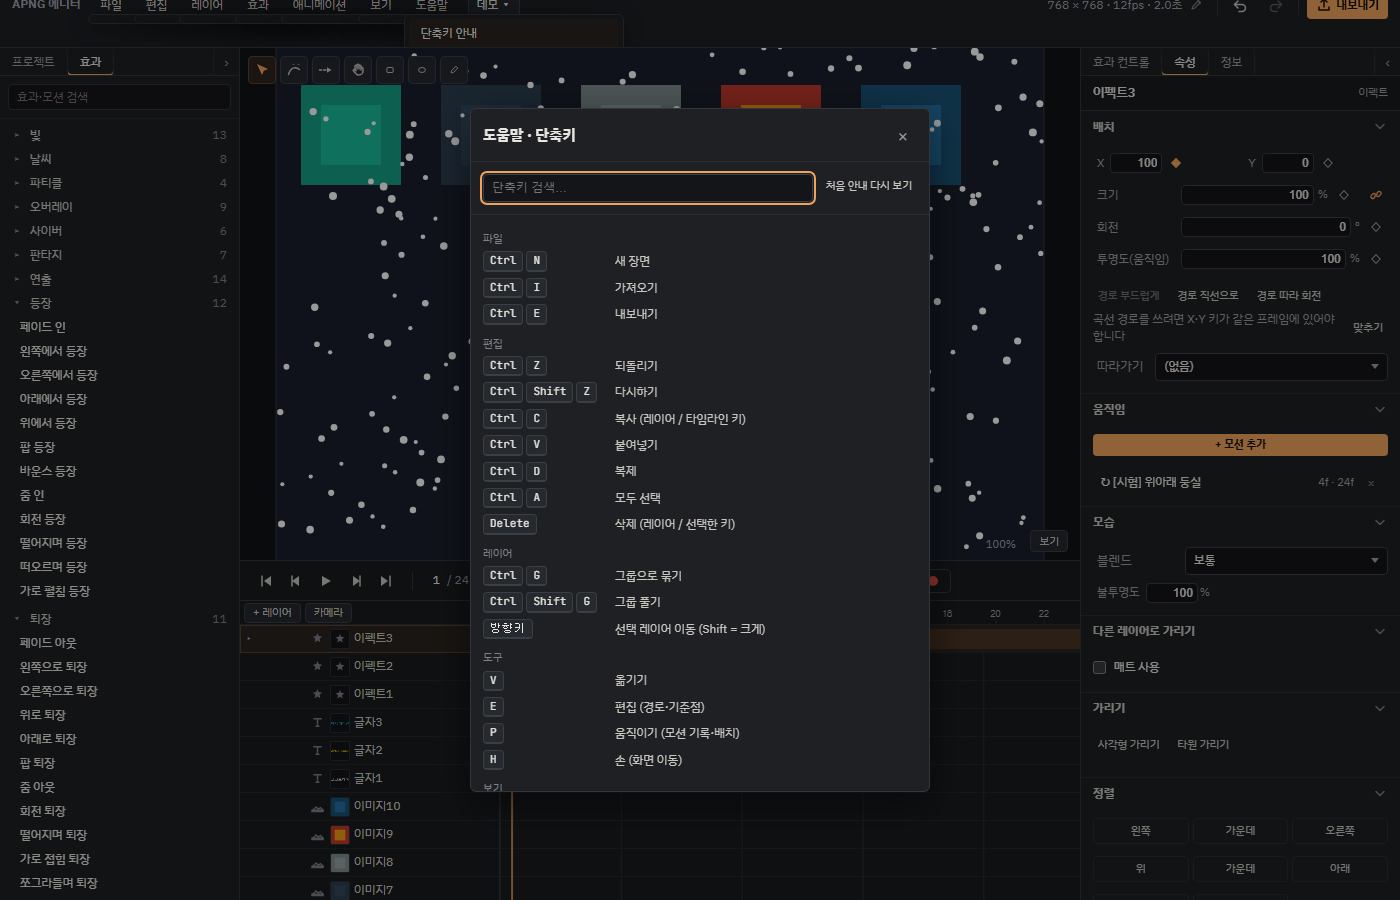 APNG 에디터 파일 편집 레이어 효과 애니메이션 보기 도움말 데모
768 × 768 · 12fps · 2.0초 내보내기
단축키 안내
프로젝트 효과
효과·모션 검색
빛 13
날씨 8
파티클 4
오버레이 9
사이버 6
판타지 7
연출 14
등장 12
페이드 인
왼쪽에서 등장
오른쪽에서 등장
아래에서 등장
위에서 등장
팝 등장
바운스 등장
줌 인
회전 등장
떨어지며 등장
떠오르며 등장
가로 펼침 등장
퇴장 11
페이드 아웃
왼쪽으로 퇴장
오른쪽으로 퇴장
위로 퇴장
아래로 퇴장
팝 퇴장
줌 아웃
회전 퇴장
떨어지며 퇴장
가로 접힘 퇴장
쪼그라들며 퇴장
도움말 · 단축키 ×
단축키 검색...
처음 안내 다시 보기
파일
Ctrl N 새 장면
Ctrl I 가져오기
Ctrl E 내보내기
편집
Ctrl Z 되돌리기
Ctrl Shift Z 다시하기
Ctrl C 복사 (레이어 / 타임라인 키)
Ctrl V 붙여넣기
Ctrl D 복제
Ctrl A 모두 선택
Delete 삭제 (레이어 / 선택한 키)
레이어
Ctrl G 그룹으로 묶기
Ctrl Shift G 그룹 풀기
방향키 선택 레이어 이동 (Shift = 크게)
도구
V 옮기기
E 편집 (경로·기준점)
P 움직이기 (모션 기록·배치)
H 손 (화면 이동)
보기
100% 보기
1 / 24
+ 레이어 카메라
18 20 22
이펙트3
이펙트2
이펙트1
T 글자3
T 글자2
T 글자1
이미지10
이미지9
이미지8
이미지7
효과 컨트롤 속성 정보
이펙트3 이펙트
배치
X 100 Y 0
크기 100 %
회전 0 °
투명도(움직임) 100 %
경로 부드럽게 경로 직선으로 경로 따라 회전
곡선 경로를 쓰려면 X·Y 키가 같은 프레임에 있어야
합니다
맞추기
따라가기 (없음)
움직임
+ 모션 추가
↻ [시험] 위아래 둥실 4f · 24f ×
모습
블렌드 보통
불투명도 100 %
다른 레이어로 가리기
매트 사용
가리기
사각형 가리기 타원 가리기
정렬
왼쪽 가운데 오른쪽
위 가운데 아래